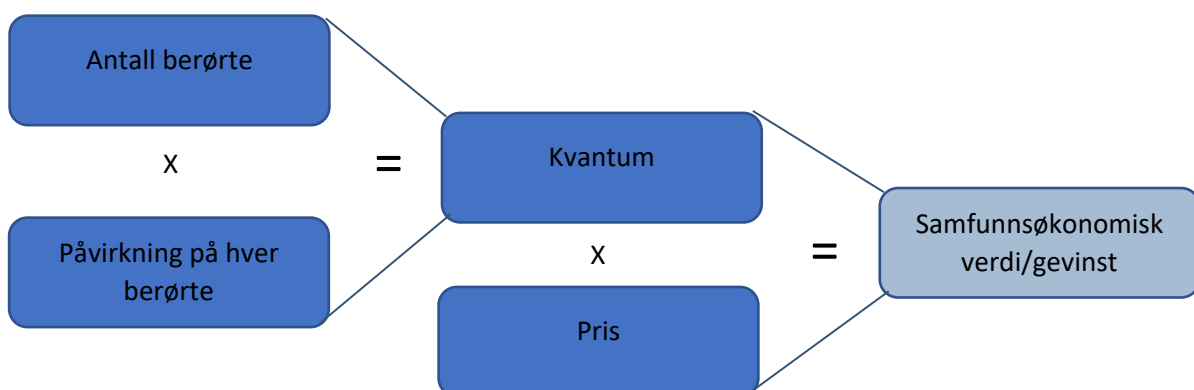 Antall berørte
X
Påvirkning på hver
berørte
=
Kvantum
X
Pris
=
Samfunnsøkonomisk
verdi/gevinst